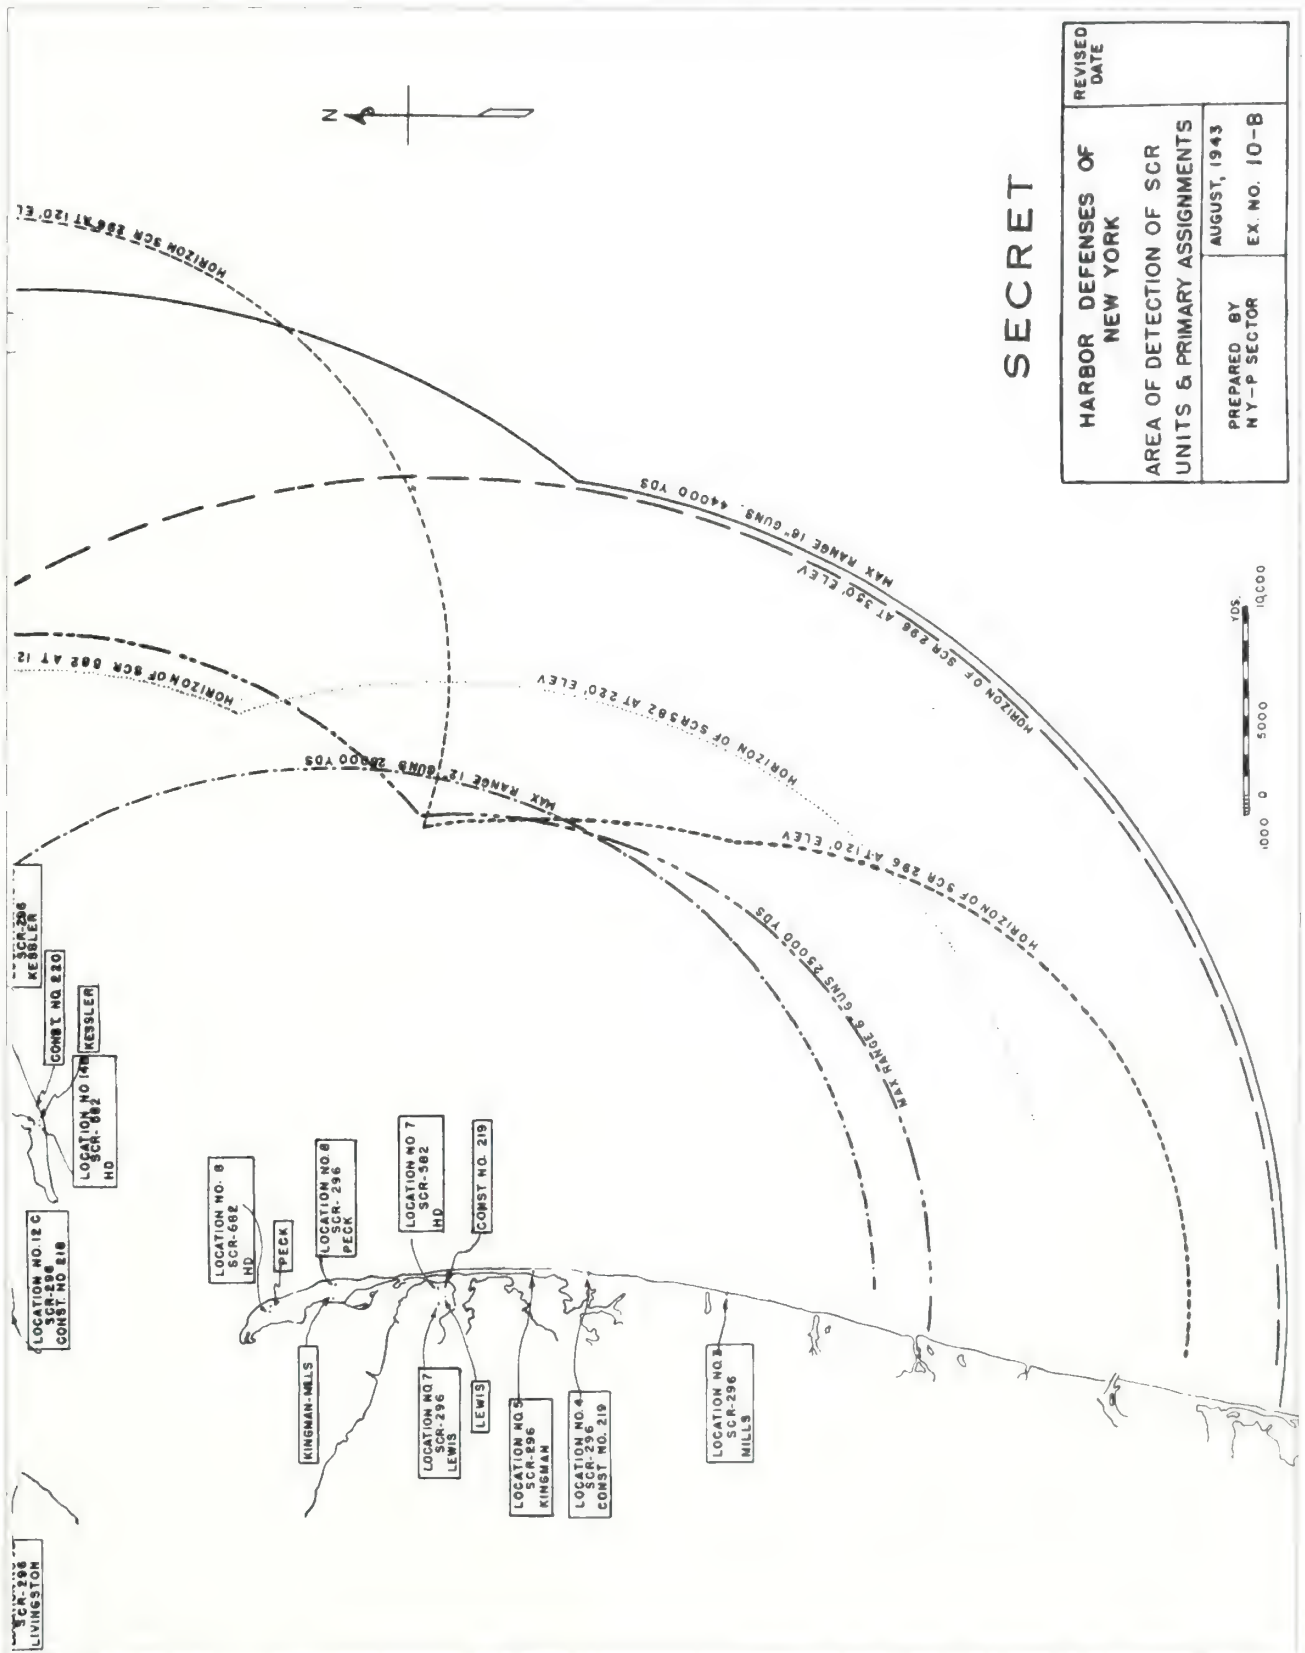 N
HORIZON SCR 296 AT 120' EL
HORIZON OF SCR 582 AT 12
HORIZON OF SCR 582 AT 220' ELEV
MAX RANGE 12" GUNS 28000 YDS
MAX RANGE 16" GUNS 44000 YDS
HORIZON OF SCR 296 AT 350' ELEV
HORIZON OF SCR 296 AT 120' ELEV
MAX RANGE 6" GUNS 25000 YDS
SCR-296
KESSLER
CONST. NO. 220
KESSLER
LOCATION NO 14B
SCR-582
HD
LOCATION NO. 12 C
SCR-296
CONST. NO 218
SCR-296
LIVINGSTON
LOCATION NO. 8
SCR-682
HD
PECK
LOCATION NO. 8
SCR-296
PECK
LOCATION NO 7
SCR-582
HD
CONST NO. 219
KINGMAN-MILLS
LOCATION NO. 7
SCR-296
LEWIS
LEWIS
LOCATION NO. 5
SCR-296
KINGMAN
LOCATION NO. 4
SCR-296
CONST NO. 219
LOCATION NO.
SCR-296
MILLS
YDS.
1000 0 5000 10,000
SECRET
HARBOR DEFENSES OF
NEW YORK
REVISED
DATE
AREA OF DETECTION OF SCR
UNITS & PRIMARY ASSIGNMENTS
PREPARED BY
NY-P SECTOR
AUGUST, 1943
EX. NO. 10-B